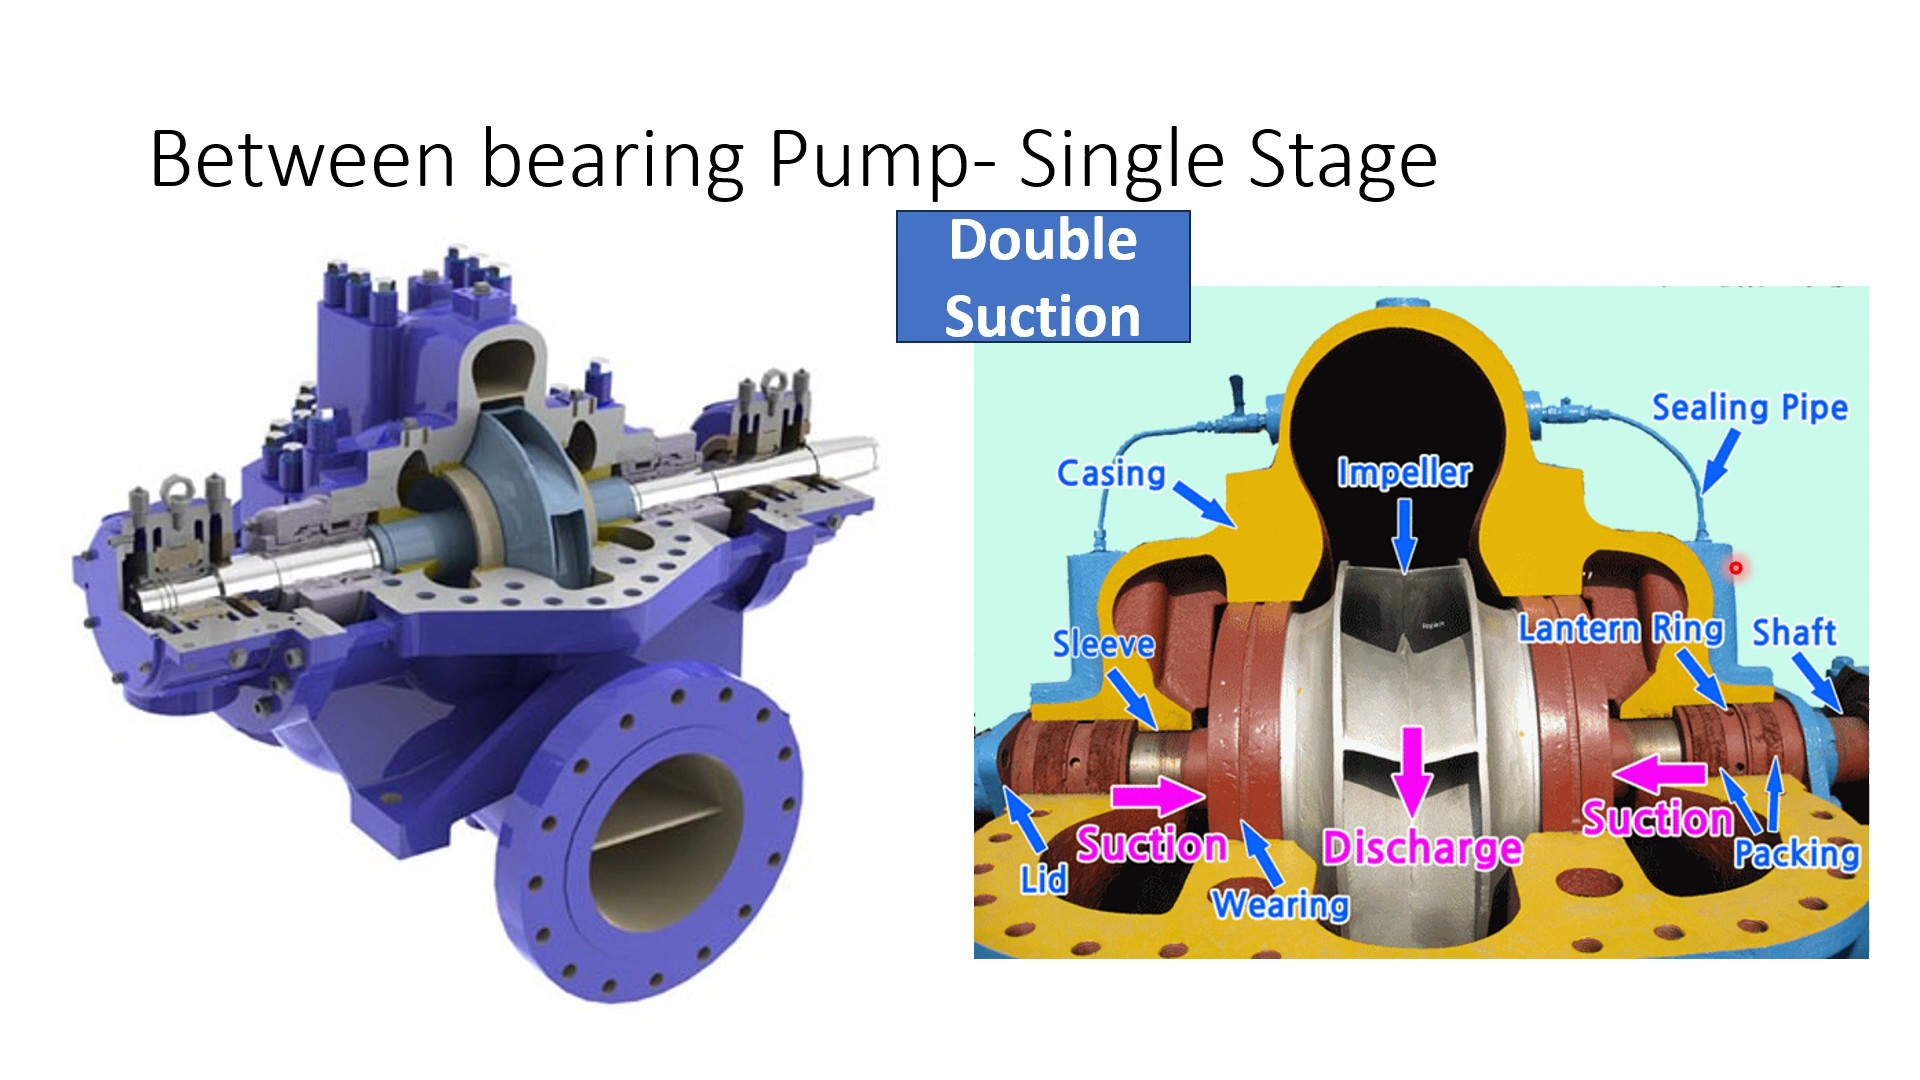 Between bearing Pump- Single Stage
Double
Suction
Sealing Pipe
Casing
Impeller
Lantern Ring
Shaft
Sleeve
Suction
Discharge
Suction
Packing
Lid
Wearing